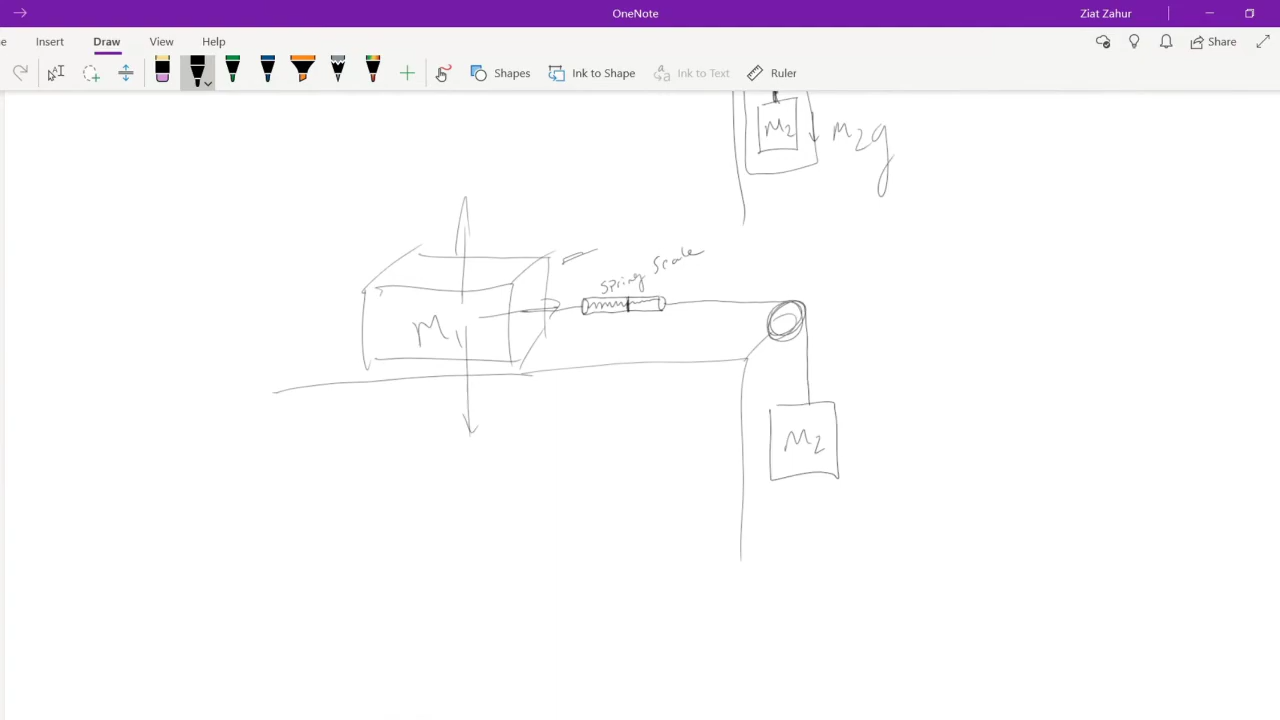 OneNote
Ziat Zahur
Insert Draw View Help
Share
Shapes Ink to Shape Ink to Text Ruler
M2
m2g
Spring Scale
M1
M2